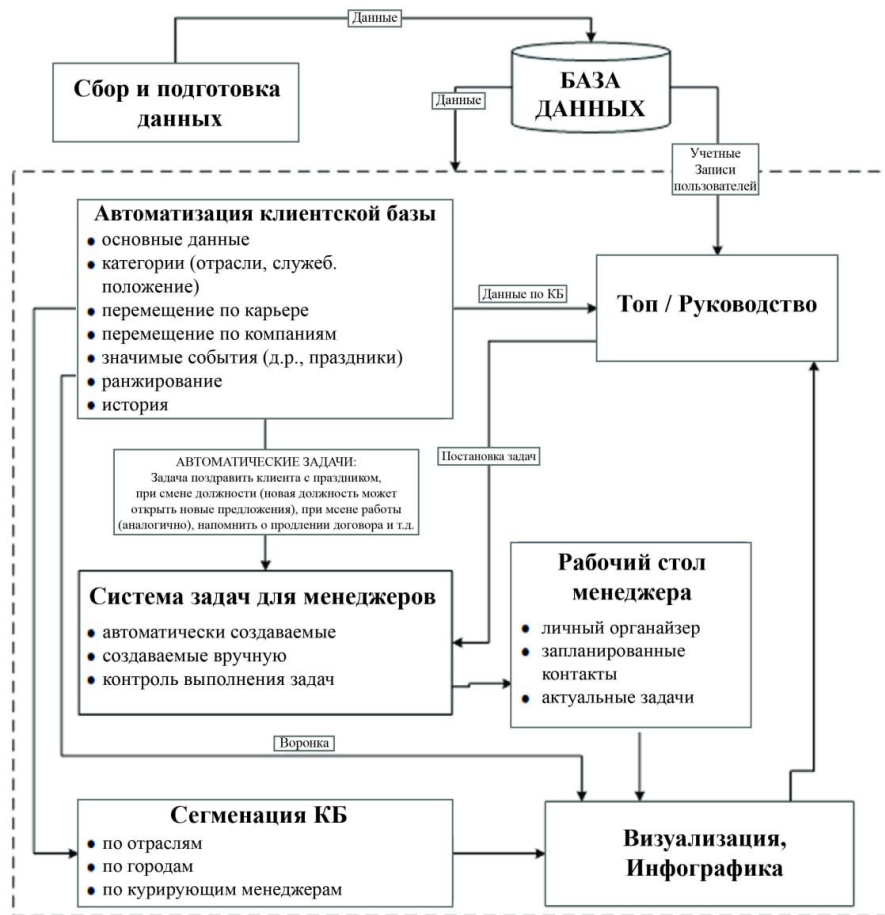 Данные
Сбор и подготовка
данных
БАЗА
ДАННЫХ
Данные
Учетные
Записи
пользователей
Автоматизация клиентской базы
• основные данные
• категории (отрасли, служеб.
положение)
• перемещение по карьере
• перемещение по компаниям
• значимые события (д.р., праздники)
• ранжирование
• история
Данные по КБ
Топ / Руководство
АВТОМАТИЧЕСКИЕ ЗАДАЧИ:
Задача поздравить клиента с праздником,
при смене должности (новая должность может
открыть новые предложения), при мсене работы
(аналогично), напомнить о продлении договора и т.д.
Постановка задач
Система задач для менеджеров
• автоматически создаваемые
• создаваемые вручную
• контроль выполнения задач
Рабочий стол
менеджера
• личный органайзер
• запланированные
контакты
• актуальные задачи
Воронка
Сегменация КБ
• по отраслям
• по городам
• по курирующим менеджерам
Визуализация,
Инфографика